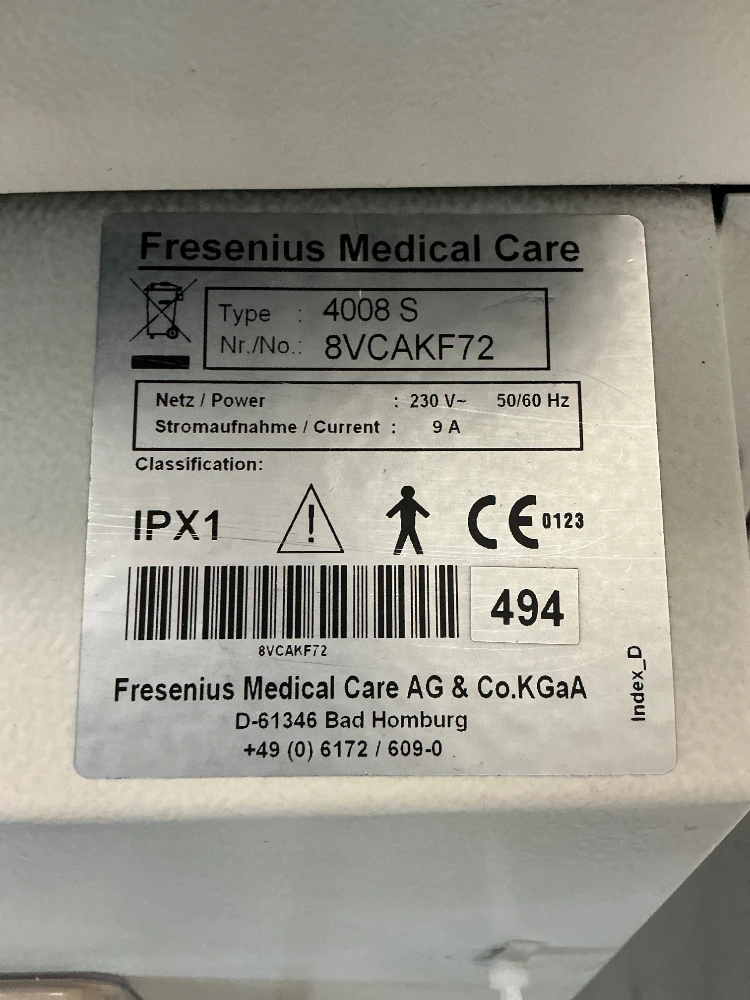 Fresenius Medical Care
Type : 4008 S
Nr./No.: 8VCAKF72
Netz / Power : 230 V~ 50/60 Hz
Stromaufnahme / Current : 9 A
Classification:
IPX1 ! CE 0123
494
8VCAKF72
Fresenius Medical Care AG & Co.KGaA
D-61346 Bad Homburg
+49 (0) 6172 / 609-0
Index_D